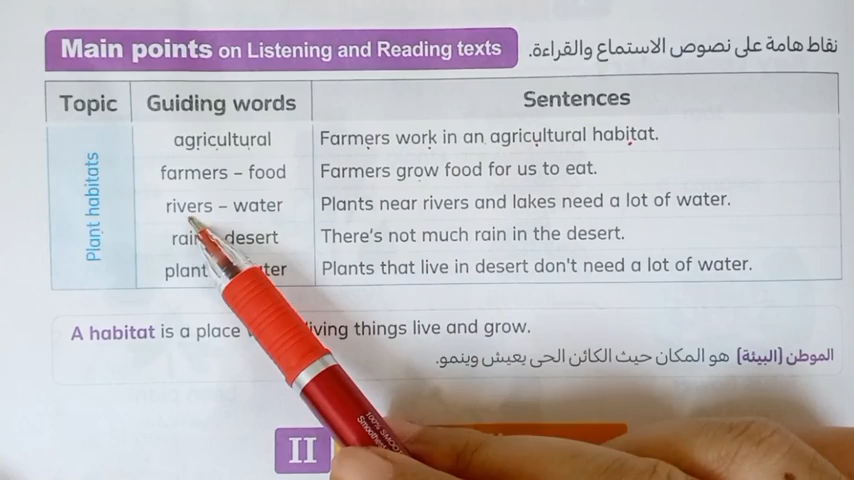 Main points on Listening and Reading texts
نقاط هامة على نصوص الاستماع والقراءة.
Topic Guiding words Sentences
Plant habitats
agricultural Farmers work in an agricultural habitat.
farmers – food Farmers grow food for us to eat.
rivers – water Plants near rivers and lakes need a lot of water.
desert There's not much rain in the desert.
plant Plants that live in desert don't need a lot of water.
A habitat is a place living things live and grow.
الموطن (البيئة) هو المكان حيث الكائن الحى يعيش وينمو.
II
100% SMOO